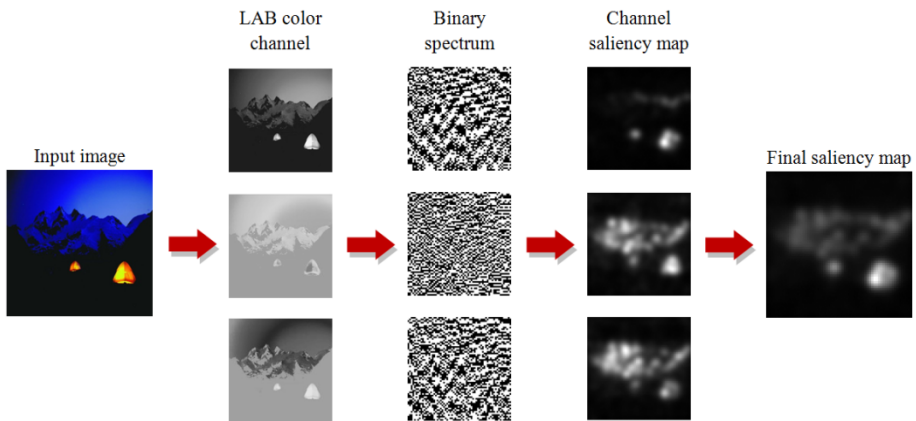 LAB color
channel
Binary
spectrum
Channel
saliency map
Input image
Final saliency map